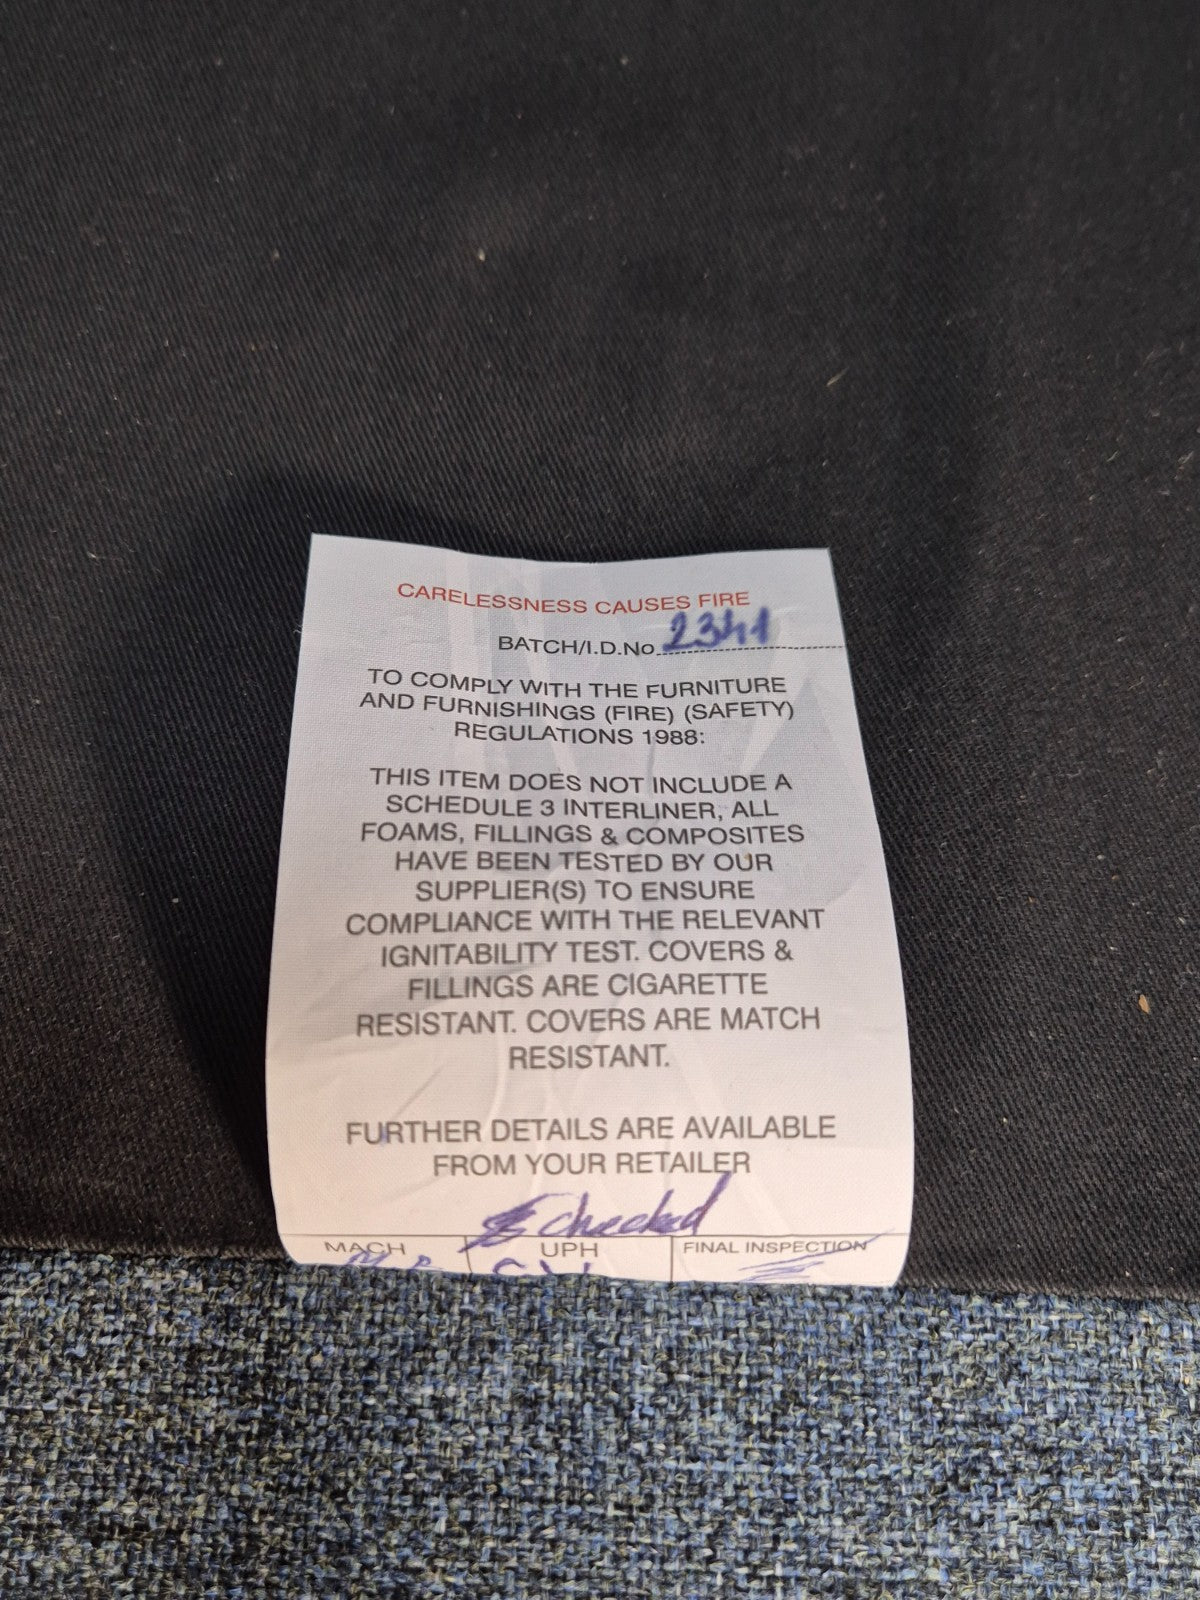 CARELESSNESS CAUSES FIRE
BATCH/I.D.No. 2341
TO COMPLY WITH THE FURNITURE
AND FURNISHINGS (FIRE) (SAFETY)
REGULATIONS 1988:
THIS ITEM DOES NOT INCLUDE A
SCHEDULE 3 INTERLINER, ALL
FOAMS, FILLINGS & COMPOSITES
HAVE BEEN TESTED BY OUR
SUPPLIER(S) TO ENSURE
COMPLIANCE WITH THE RELEVANT
IGNITABILITY TEST. COVERS &
FILLINGS ARE CIGARETTE
RESISTANT. COVERS ARE MATCH
RESISTANT.
FURTHER DETAILS ARE AVAILABLE
FROM YOUR RETAILER
checked
MACH UPH FINAL INSPECTION